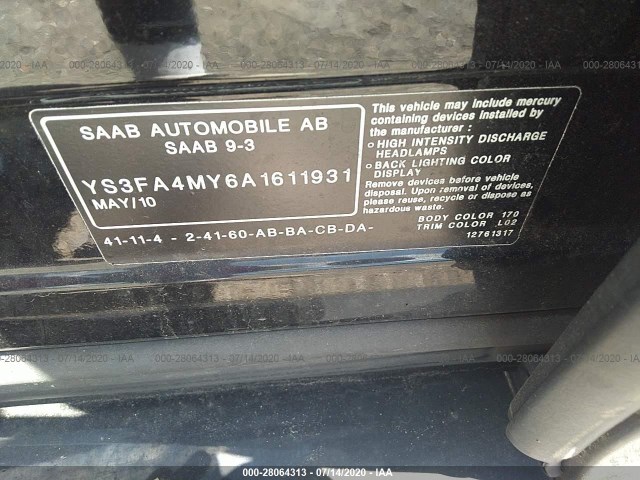 000-28064313 - 07/14/2020 - IAA
000-28064313 - 07/14/2020 - IAA
SAAB AUTOMOBILE AB
SAAB 9-3
YS3FA4MY6A1611931
MAY/10
41-11-4 - 2-41-60-AB-BA-CB-DA-
This vehicle may include mercury
containing devices installed by
the manufacturer :
HIGH INTENSITY DISCHARGE
HEADLAMPS
BACK LIGHTING COLOR
DISPLAY
Remove devices before vehicle
disposal. Upon removal of devices,
please reuse, recycle or dispose as
hazardous waste.
BODY COLOR 170
TRIM COLOR L02
12761317
000-28064313 - 07/14/2020 - IAA
000-28064313 - 07/14/2020 - IAA
000-28064313 - 07/14/2020 - IAA